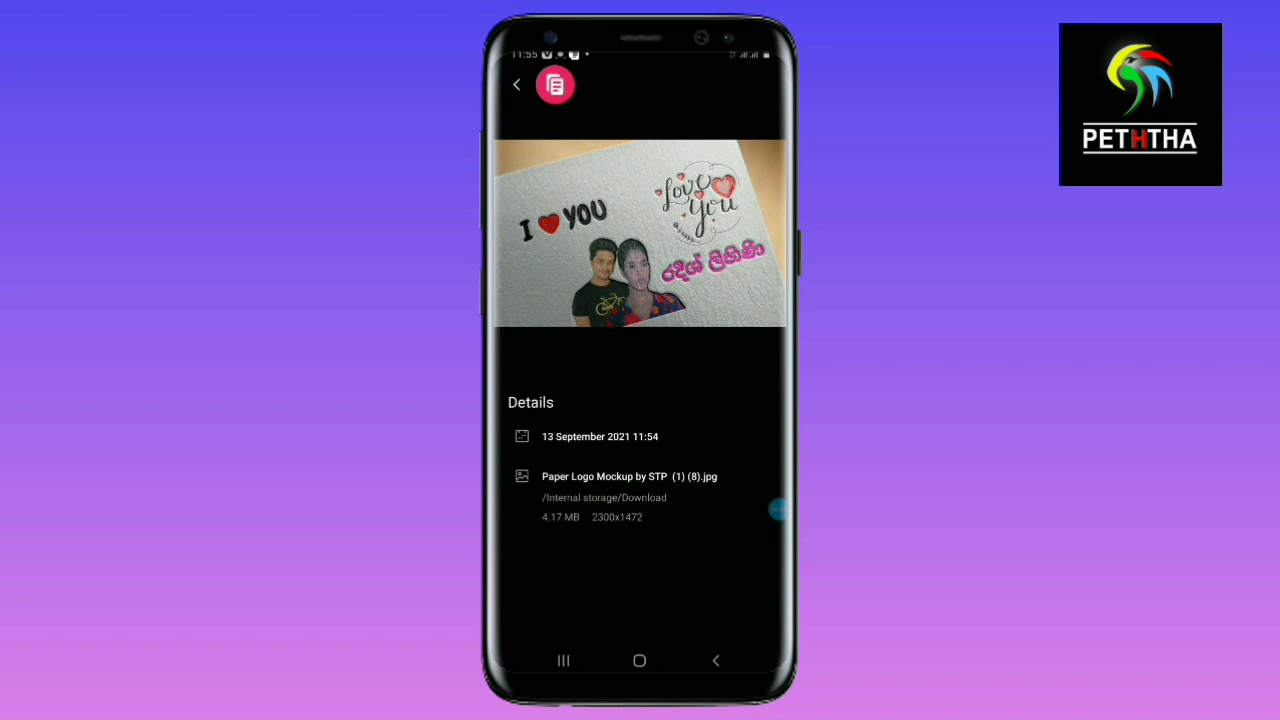 11:55
PETHTHA
I ❤ YOU
Love
You
රදීශ් ලිහිණි
Details
13 September 2021 11:54
Paper Logo Mockup by STP (1) (8).jpg
/Internal storage/Download
4.17 MB 2300x1472